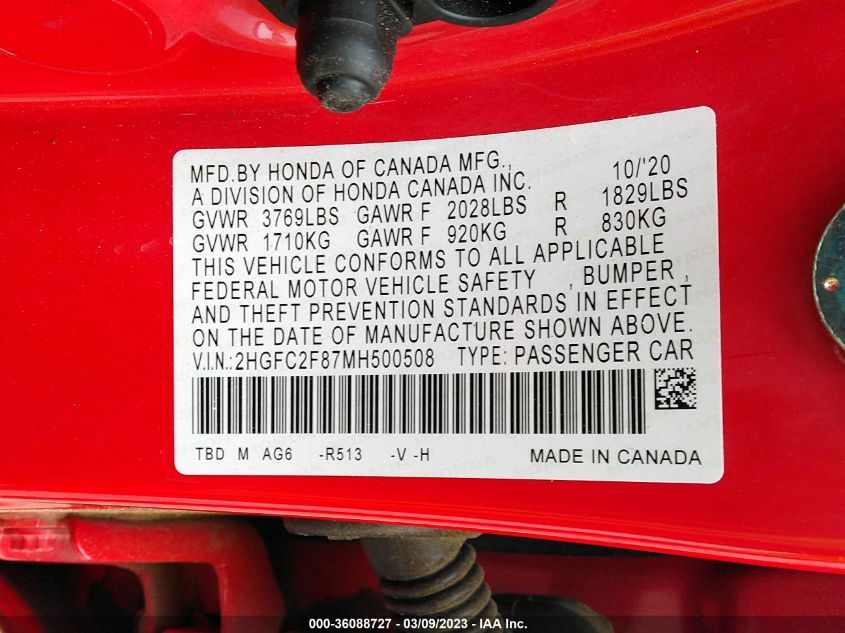 MFD.BY HONDA OF CANADA MFG., 10/'20
A DIVISION OF HONDA CANADA INC.
GVWR 3769LBS GAWR F 2028LBS R 1829LBS
GVWR 1710KG GAWR F 920KG R 830KG
THIS VEHICLE CONFORMS TO ALL APPLICABLE
FEDERAL MOTOR VEHICLE SAFETY , BUMPER ,
AND THEFT PREVENTION STANDARDS IN EFFECT
ON THE DATE OF MANUFACTURE SHOWN ABOVE.
V.I.N.:2HGFC2F87MH500508 TYPE: PASSENGER CAR
TBD M AG6 -R513 -V -H MADE IN CANADA
000-36088727 - 03/09/2023 - IAA Inc.